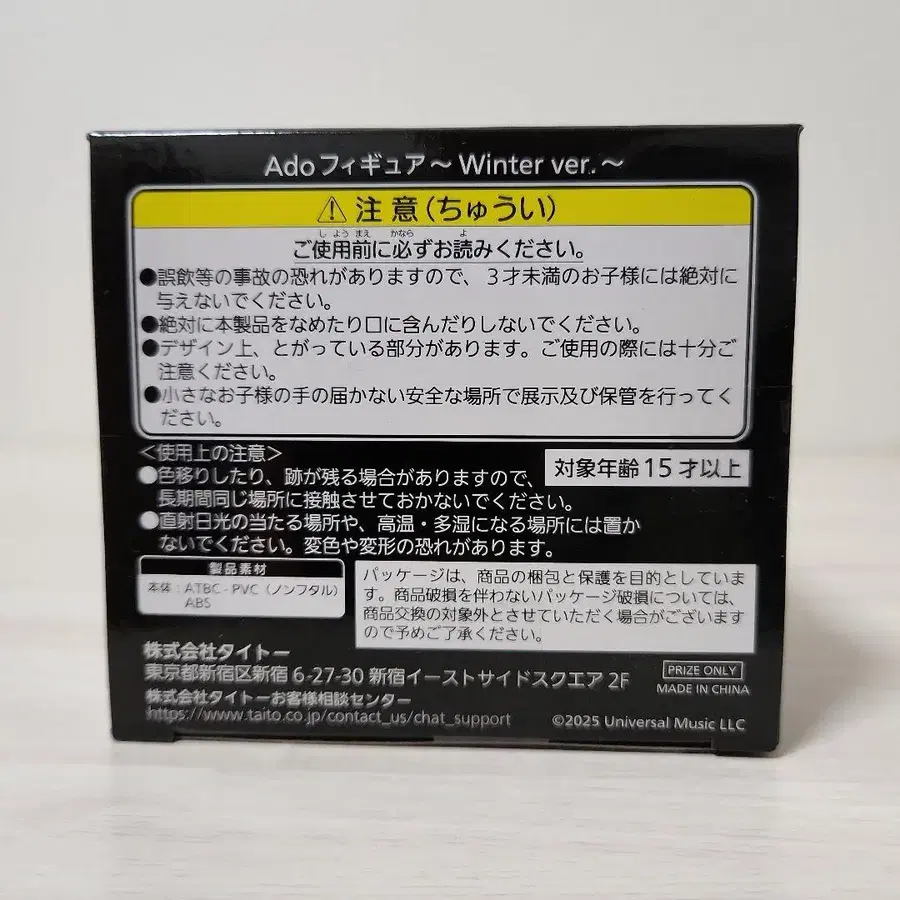 Adoフィギュア～ Winter ver. ～
⚠ 注意(ちゅうい)
しようまえ かなら よ
ご使用前に必ずお読みください。
●誤飲等の事故の恐れがありますので、3才未満のお子様には絶対に
与えないでください。
●絶対に本製品をなめたり口に含んだりしないでください。
●デザイン上、とがっている部分があります。ご使用の際には十分ご
注意ください。
●小さなお子様の手の届かない安全な場所で展示及び保管を行ってく
ださい。
＜使用上の注意＞
●色移りしたり、跡が残る場合がありますので、
長期間同じ場所に接触させておかないでください。
対象年齢15才以上
●直射日光の当たる場所や、高温・多湿になる場所には置か
ないでください。変色や変形の恐れがあります。
製品素材
本体：ATBC-PVC（ノンフタル）
ABS
パッケージは、商品の梱包と保護を目的としていま
す。商品破損を伴わないパッケージ破損については、
商品交換の対象外とさせていただく場合がございます
ので予めご了承ください。
株式会社タイトー
東京都新宿区新宿 6-27-30 新宿イーストサイドスクエア 2F
株式会社タイトーお客様相談センター
https://www.taito.co.jp/contact_us/chat_support
PRIZE ONLY
MADE IN CHINA
©2025 Universal Music LLC